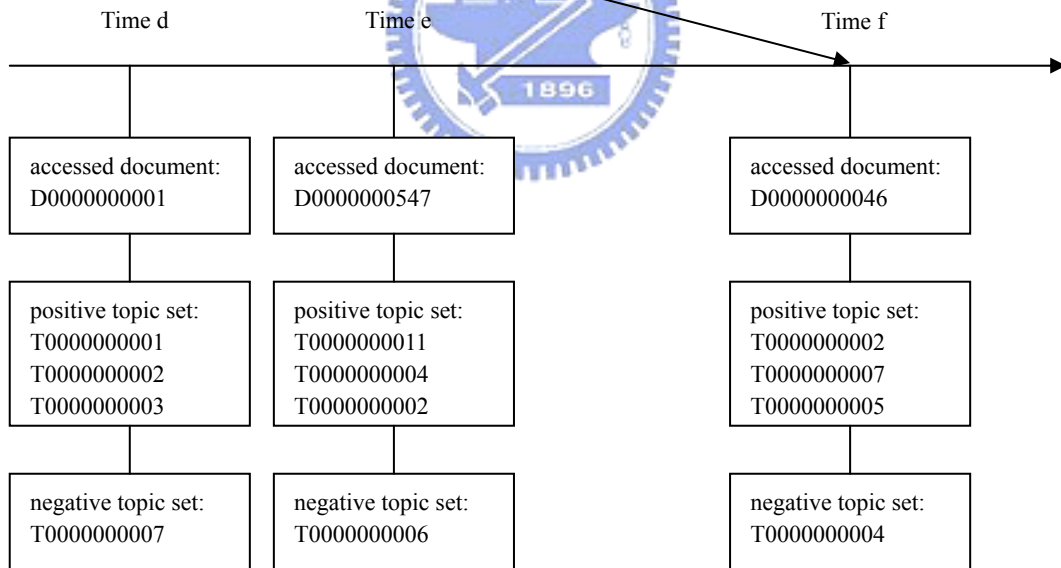 Time d
Time e
Time f
1896
accessed document:
D0000000001
accessed document:
D0000000547
accessed document:
D0000000046
positive topic set:
T0000000001
T0000000002
T0000000003
positive topic set:
T0000000011
T0000000004
T0000000002
positive topic set:
T0000000002
T0000000007
T0000000005
negative topic set:
T0000000007
negative topic set:
T0000000006
negative topic set:
T0000000004